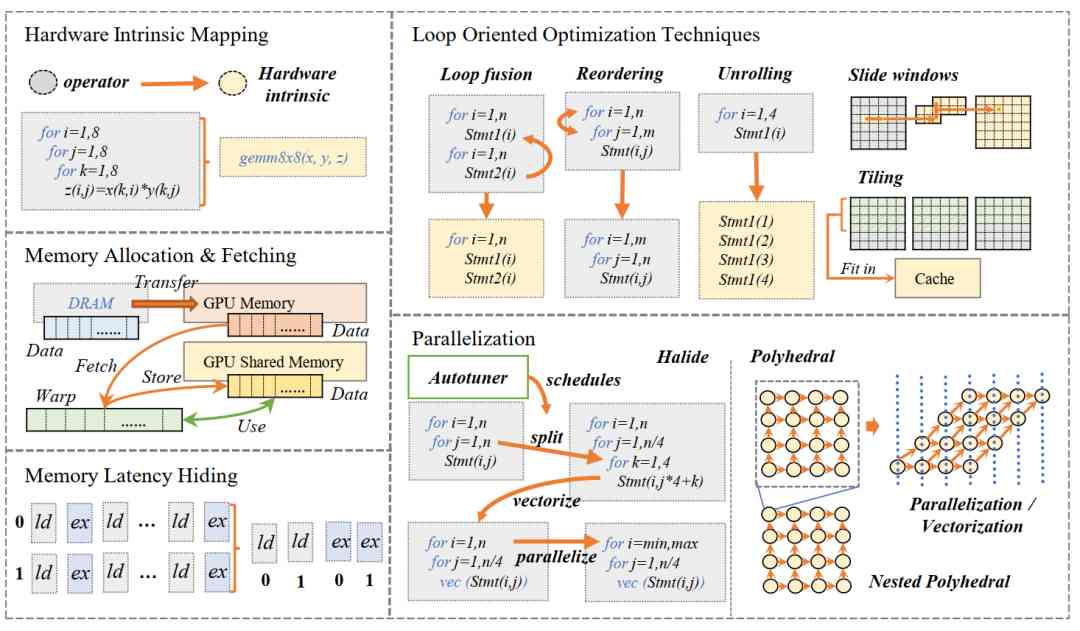 Hardware Intrinsic Mapping
operator
Hardware
intrinsic
for i=1,8
for j=1,8
for k=1,8
z(i,j)=x(k,i)*y(k,j)
gemm8x8(x, y, z)
Memory Allocation & Fetching
Transfer
DRAM
GPU Memory
......
......
Data
Data
Fetch
GPU Shared Memory
Store
......
Data
Warp
......
Use
Memory Latency Hiding
0 ld ex ld ... ld ex
1 ld ex ld ... ld ex
ld ld ex ex
0 1 0 1
Loop Oriented Optimization Techniques
Loop fusion
for i=1,n
Stmt1(i)
for i=1,n
Stmt2(i)
for i=1,n
Stmt1(i)
Stmt2(i)
Reordering
for i=1,n
for j=1,m
Stmt(i,j)
for i=1,m
for j=1,n
Stmt(i,j)
Unrolling
for i=1,4
Stmt1(i)
Stmt1(1)
Stmt1(2)
Stmt1(3)
Stmt1(4)
Slide windows
Tiling
Fit in
Cache
Parallelization
Halide
Autotuner
schedules
for i=1,n
for j=1,n
Stmt(i,j)
split
for i=1,n
for j=1,n/4
for k=1,4
Stmt(i,j*4+k)
vectorize
for i=1,n
for j=1,n/4
vec (Stmt(i,j))
parallelize
for i=min,max
for j=1,n/4
vec (Stmt(i,j))
Polyhedral
Parallelization /
Vectorization
Nested Polyhedral